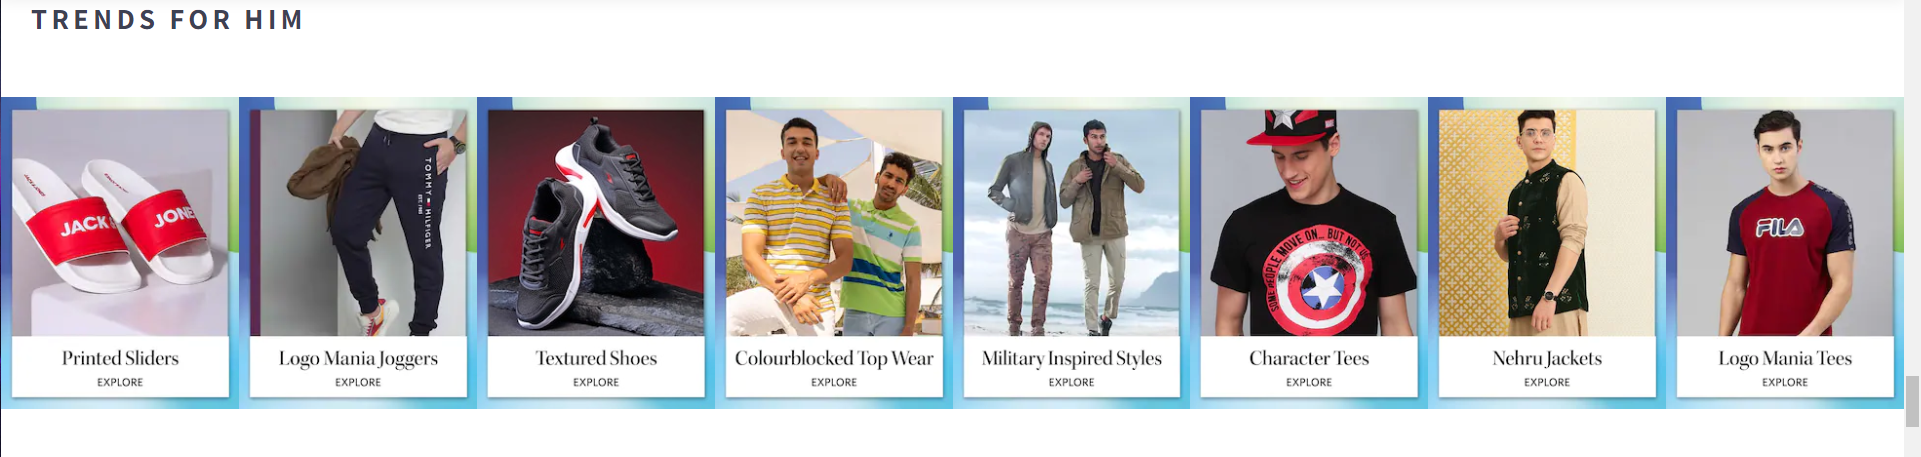 TRENDS FOR HIM
JACK
JONE
TOMMY HILFIGER
SOME PEOPLE MOVE ON... BUT NOT US
FILA
Printed Sliders
Logo Mania Joggers
Textured Shoes
Colourblocked Top Wear
Military Inspired Styles
Character Tees
Nehru Jackets
Logo Mania Tees
EXPLORE
EXPLORE
EXPLORE
EXPLORE
EXPLORE
EXPLORE
EXPLORE
EXPLORE